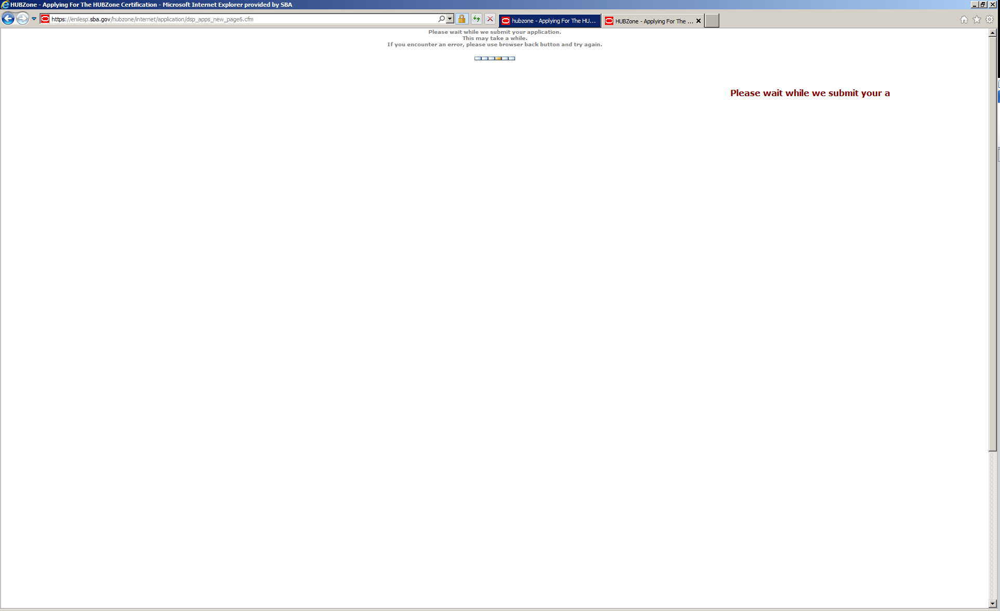 HUBZone - Applying For The HUBZone Certification - Microsoft Internet Explorer provided by SBA
https://enilesp.sba.gov/hubzone/internet/application/dsp_apps_new_page6.cfm
hubzone - Applying For The HU...
HUBZone - Applying For The ...
Please wait while we submit your application.
This may take a while.
If you encounter an error, please use browser back button and try again.
Please wait while we submit your a